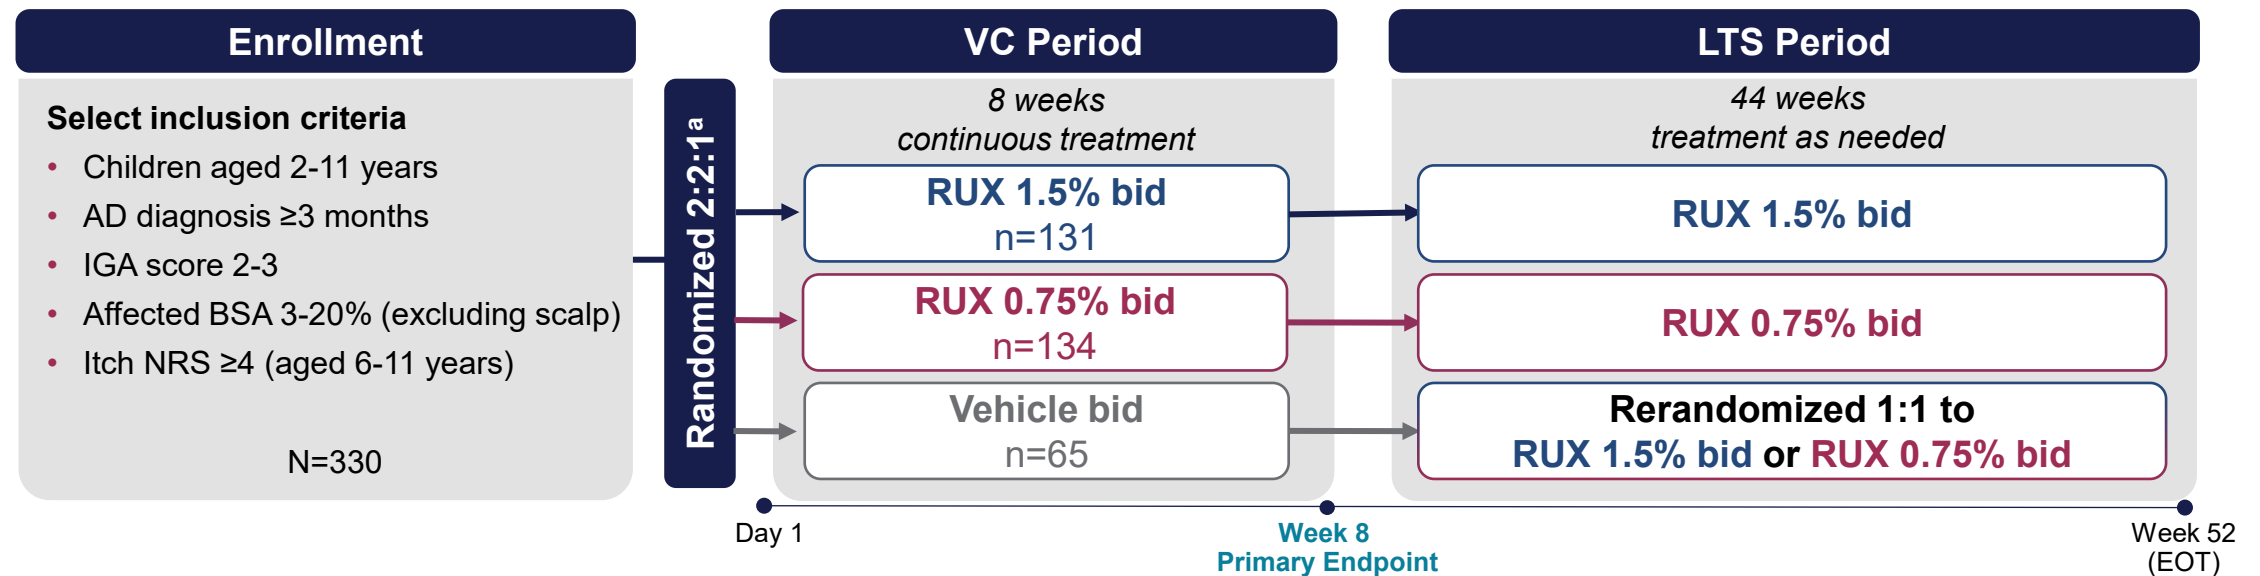 Enrollment
Select inclusion criteria
• Children aged 2-11 years
• AD diagnosis ≥3 months
• IGA score 2-3
• Affected BSA 3-20% (excluding scalp)
• Itch NRS ≥4 (aged 6-11 years)
N=330
Randomized 2:2:1ª
VC Period
8 weeks
continuous treatment
RUX 1.5% bid
n=131
RUX 0.75% bid
n=134
Vehicle bid
n=65
LTS Period
44 weeks
treatment as needed
RUX 1.5% bid
RUX 0.75% bid
Rerandomized 1:1 to
RUX 1.5% bid or RUX 0.75% bid
Day 1
Week 8
Primary Endpoint
Week 52
(EOT)